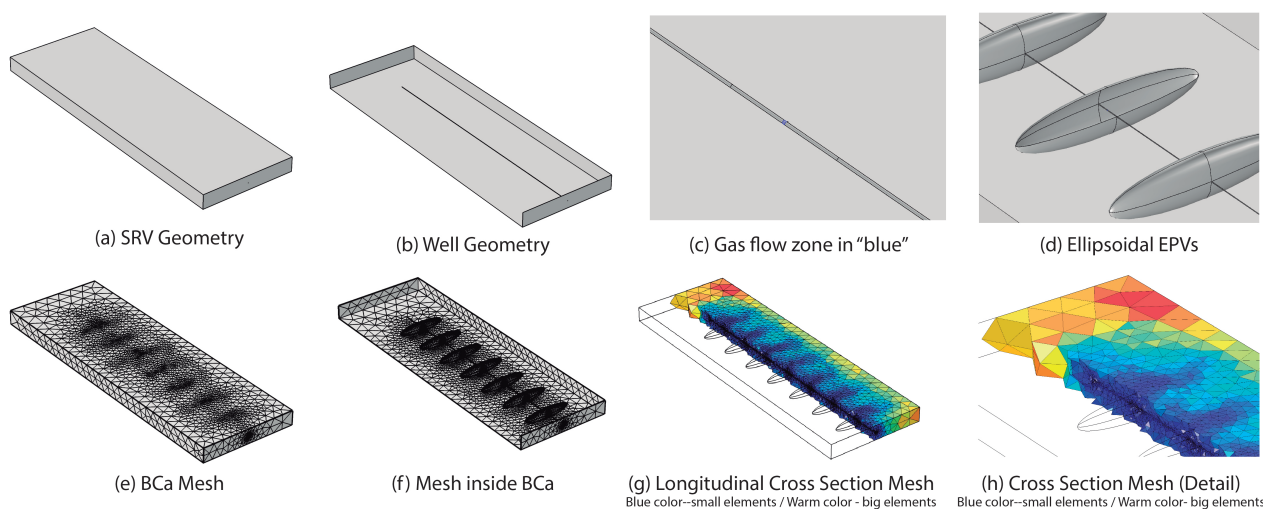 (a) SRV Geometry
(b) Well Geometry
(c) Gas flow zone in “blue”
(d) Ellipsoidal EPVs
(e) BCa Mesh
(f) Mesh inside BCa
(g) Longitudinal Cross Section Mesh
Blue color--small elements / Warm color - big elements
(h) Cross Section Mesh (Detail)
Blue color--small elements / Warm color- big elements